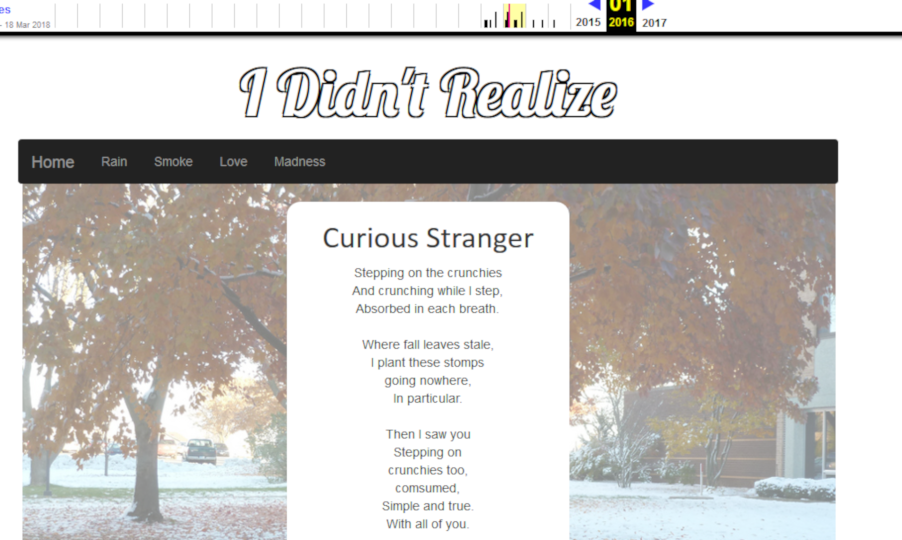 es
- 18 Mar 2018
01
2015 2016 2017
I Didn't Realize
Home Rain Smoke Love Madness
Curious Stranger
Stepping on the crunchies
And crunching while I step,
Absorbed in each breath.
Where fall leaves stale,
I plant these stomps
going nowhere,
In particular.
Then I saw you
Stepping on
crunchies too,
comsumed,
Simple and true.
With all of you.